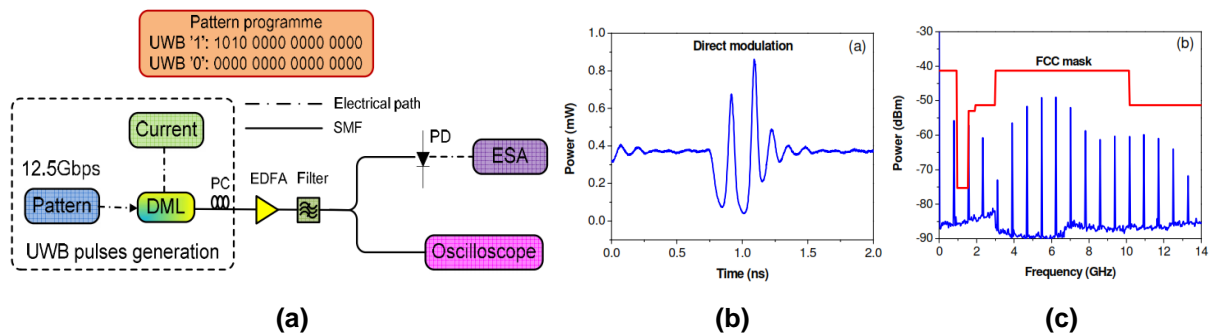 Pattern programme
UWB '1': 1010 0000 0000 0000
UWB '0': 0000 0000 0000 0000
Electrical path
SMF
Current
12.5Gbps
Pattern
DML
PC
EDFA
Filter
PD
ESA
Oscilloscope
UWB pulses generation
(a)
Direct modulation
(a)
Power (mW)
1.0
0.8
0.6
0.4
0.2
0.0
0.0 0.5 1.0 1.5 2.0
Time (ns)
(b)
(b)
FCC mask
Power (dBm)
-30
-40
-50
-60
-70
-80
-90
0 2 4 6 8 10 12 14
Frequency (GHz)
(c)